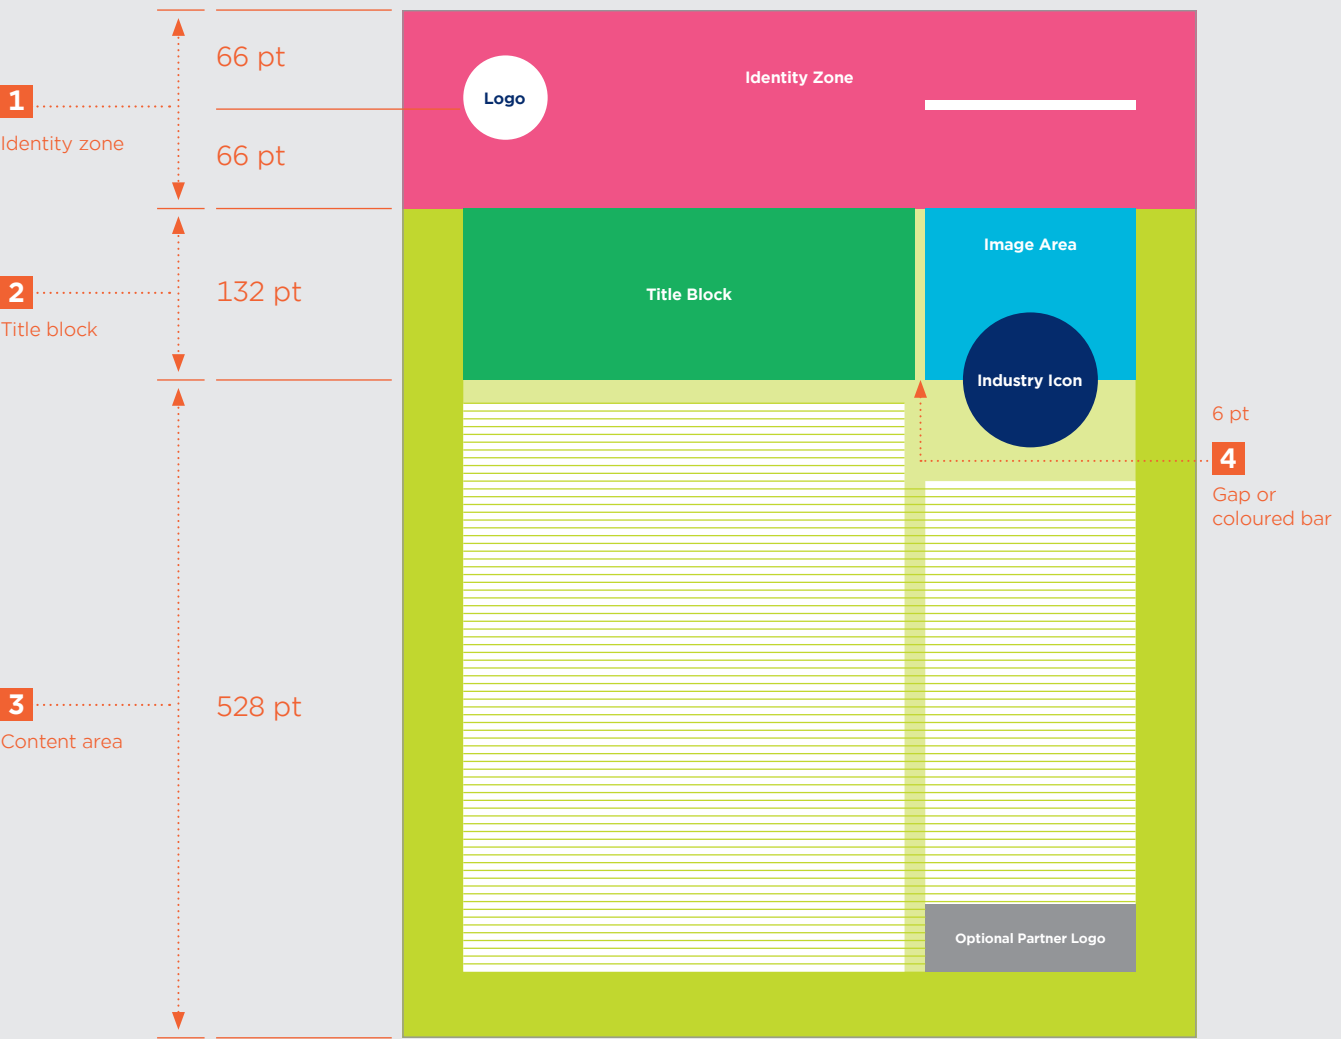 66 pt
Identity Zone
Logo
1
Identity zone
66 pt
Image Area
2
132 pt
Title Block
Title block
Industry Icon
6 pt
4
Gap or
coloured bar
3
528 pt
Content area
Optional Partner Logo